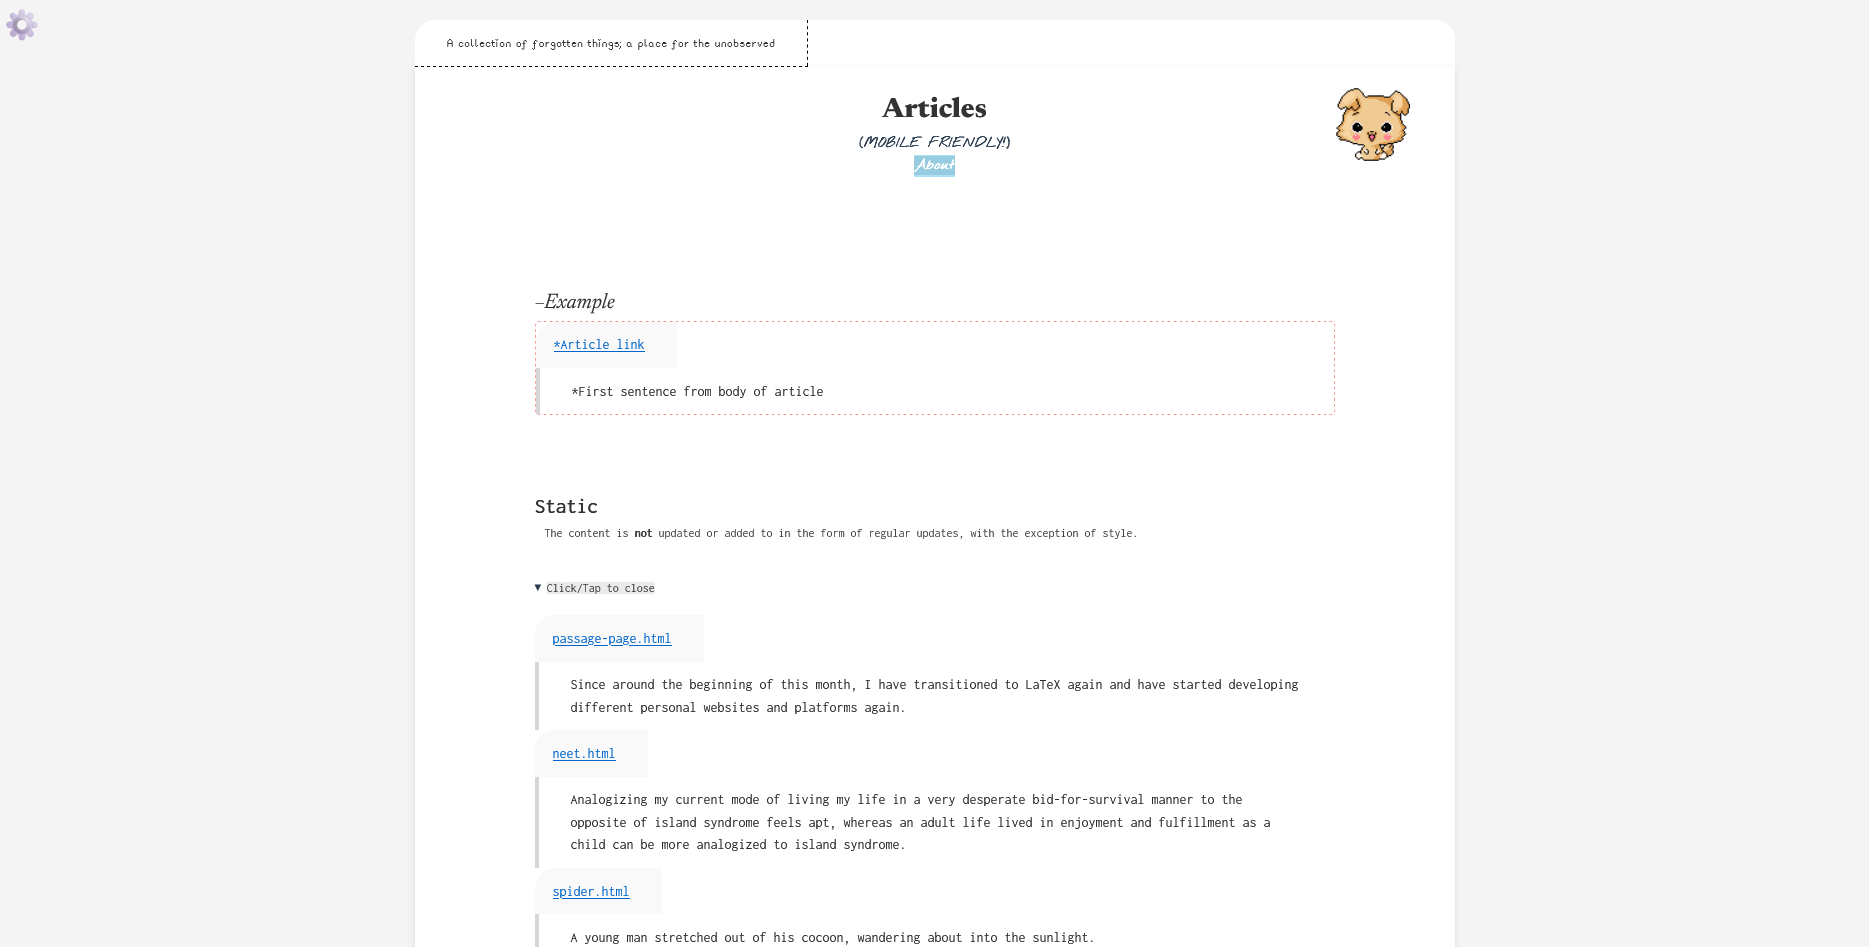 A collection of forgotten things; a place for the unobserved
Articles
(MOBILE FRIENDLY!)
About
–Example
*Article link
*First sentence from body of article
Static
The content is not updated or added to in the form of regular updates, with the exception of style.
▼ Click/Tap to close
passage-page.html
Since around the beginning of this month, I have transitioned to LaTeX again and have started developing
different personal websites and platforms again.
neet.html
Analogizing my current mode of living my life in a very desperate bid-for-survival manner to the
opposite of island syndrome feels apt, whereas an adult life lived in enjoyment and fulfillment as a
child can be more analogized to island syndrome.
spider.html
A young man stretched out of his cocoon, wandering about into the sunlight.